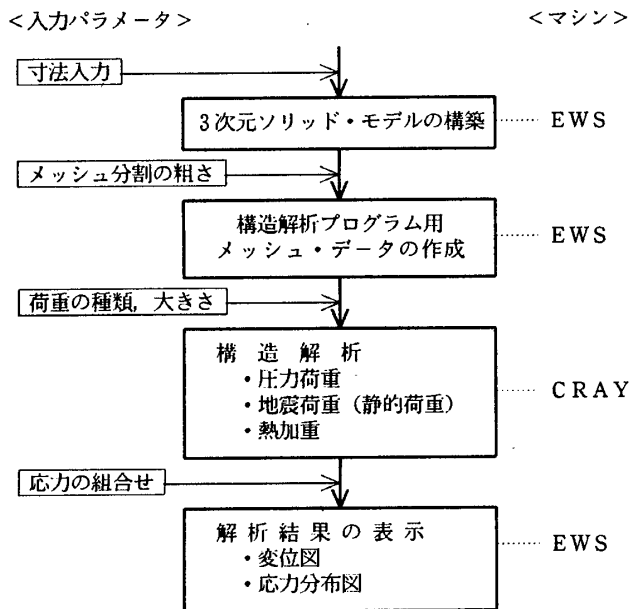 <入力パラメータ> <マシン>
寸法入力
3次元ソリッド・モデルの構築 EWS
メッシュ分割の粗さ
構造解析プログラム用
メッシュ・データの作成 EWS
荷重の種類, 大きさ
構造解析
・圧力荷重
・地震荷重(静的荷重) CRAY
・熱加重
応力の組合せ
解析結果の表示
・変位図 EWS
・応力分布図